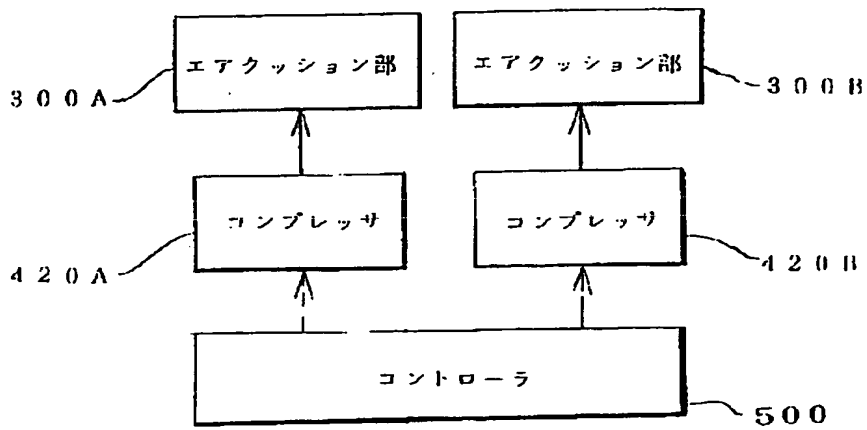 エアクッション部 エアクッション部
300A 300B
コンプレッサ コンプレッサ
420A 420B
コントローラ
500